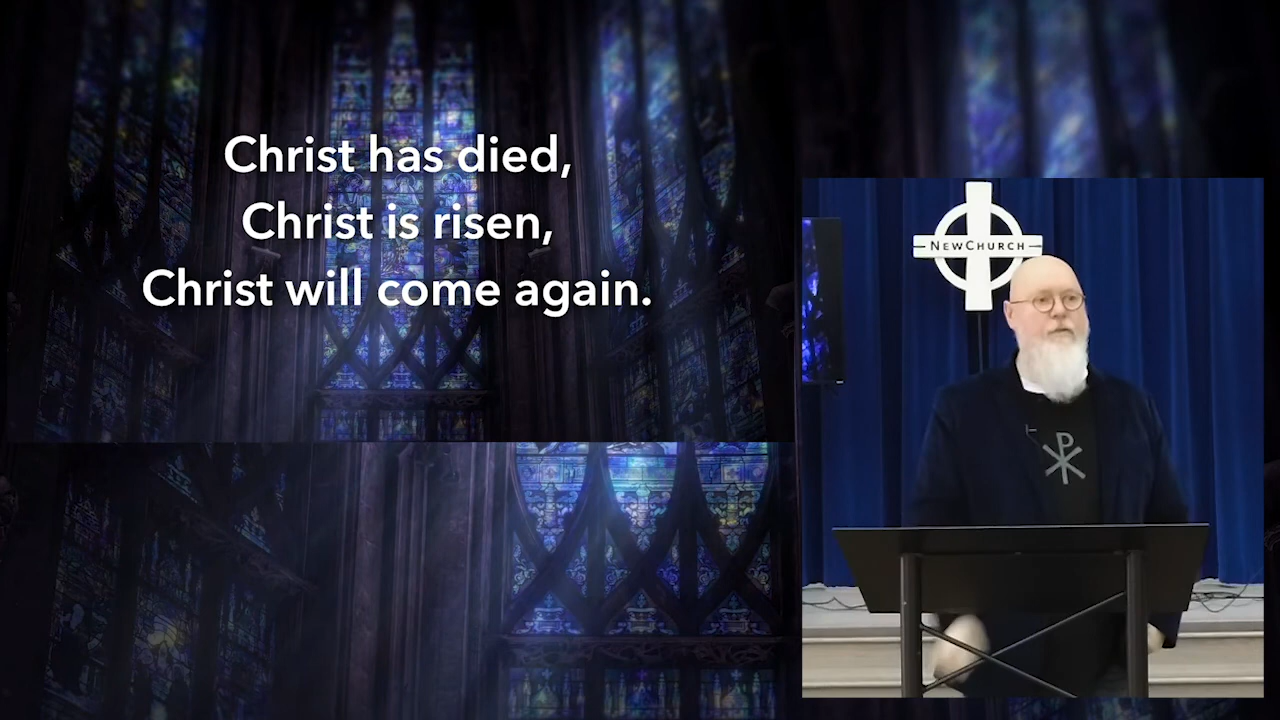 Christ has died,
Christ is risen,
Christ will come again.
NEWCHURCH